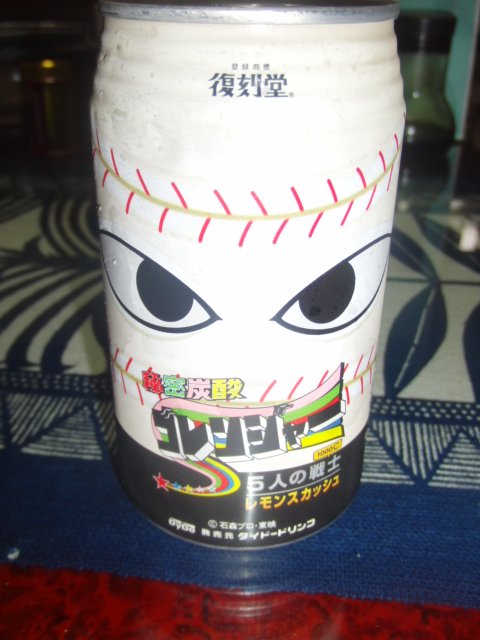 登録商標
復刻堂®
秘密炭酸
ゴレンジャー
1000ml
5人の戦士
レモンスカッシュ
©石森プロ・東映
発売元 ダイドードリンコ